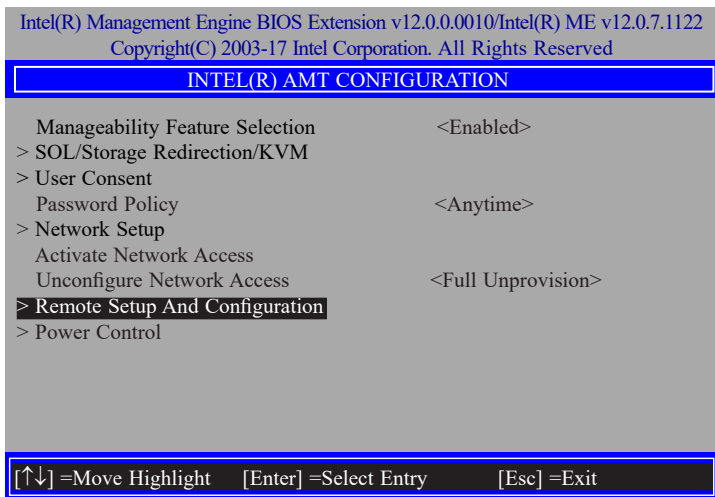 Intel(R) Management Engine BIOS Extension v12.0.0.0010/Intel(R) ME v12.0.7.1122
Copyright(C) 2003-17 Intel Corporation. All Rights Reserved
INTEL(R) AMT CONFIGURATION
Manageability Feature Selection <Enabled>
> SOL/Storage Redirection/KVM
> User Consent
Password Policy <Anytime>
> Network Setup
Activate Network Access
Unconfigure Network Access <Full Unprovision>
> Remote Setup And Configuration
> Power Control
[↑↓] =Move Highlight [Enter] =Select Entry [Esc] =Exit